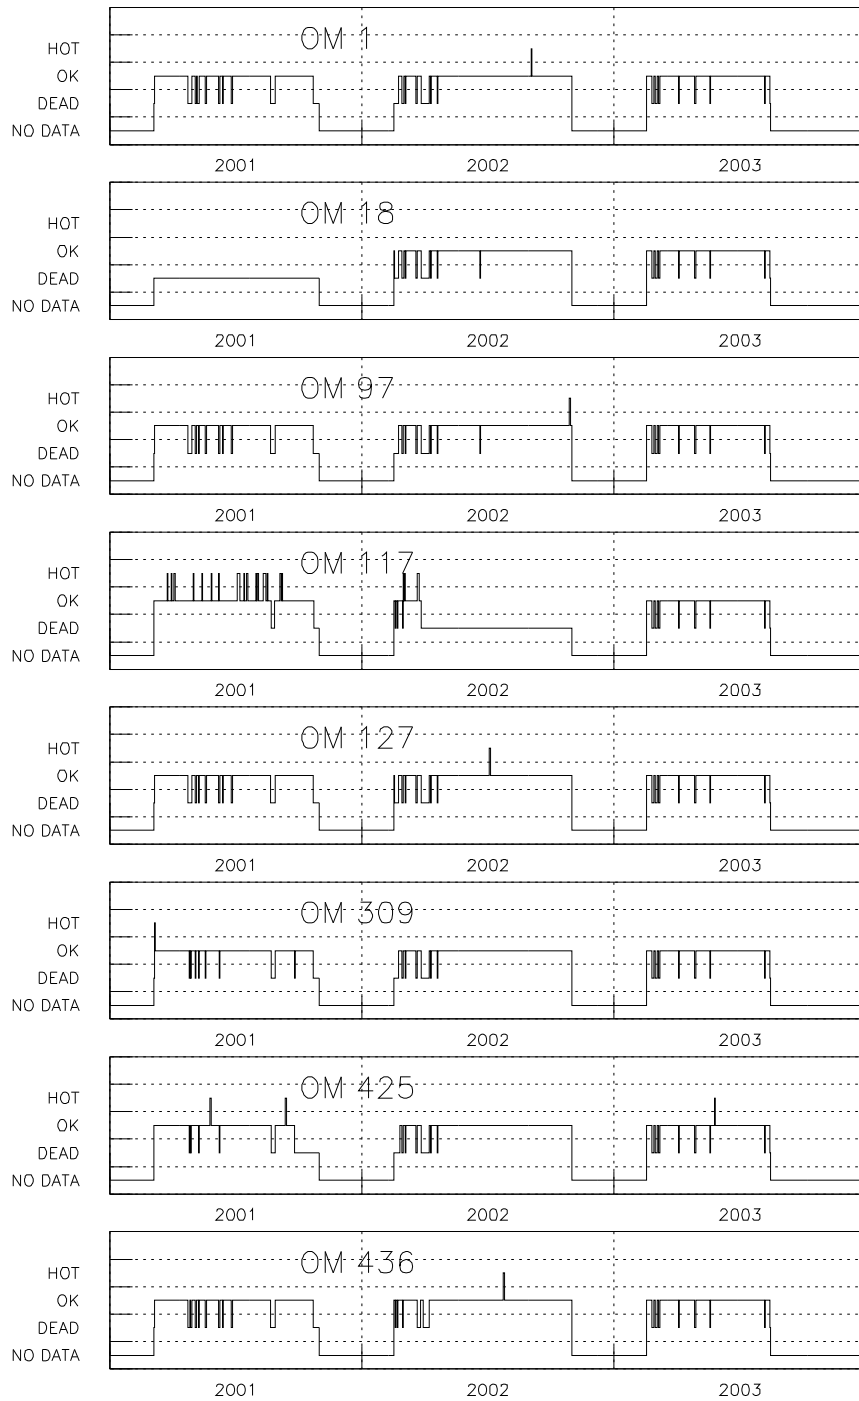 OM 1
HOT
OK
DEAD
NO DATA
2001 2002 2003
OM 18
HOT
OK
DEAD
NO DATA
2001 2002 2003
OM 97
HOT
OK
DEAD
NO DATA
2001 2002 2003
OM 117
HOT
OK
DEAD
NO DATA
2001 2002 2003
OM 127
HOT
OK
DEAD
NO DATA
2001 2002 2003
OM 309
HOT
OK
DEAD
NO DATA
2001 2002 2003
OM 425
HOT
OK
DEAD
NO DATA
2001 2002 2003
OM 436
HOT
OK
DEAD
NO DATA
2001 2002 2003